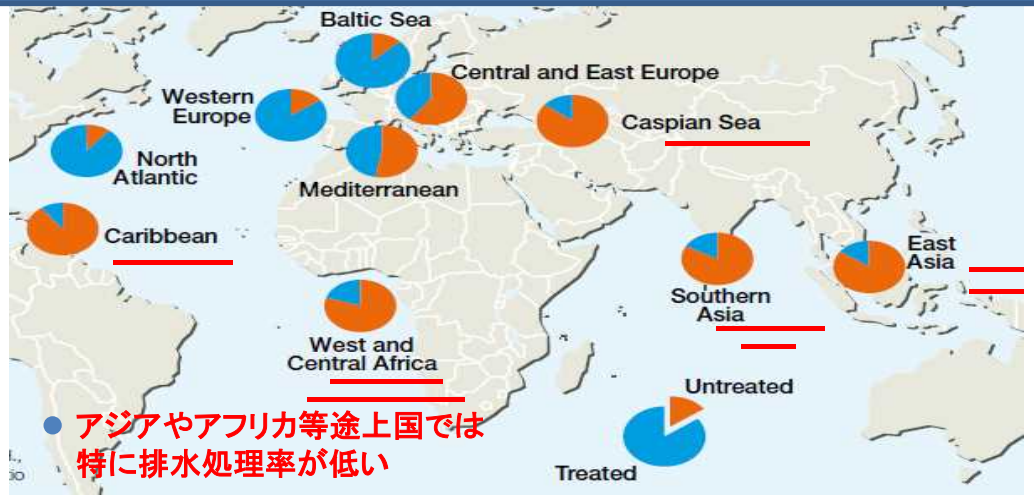 Baltic Sea
Central and East Europe
Western
Europe
Caspian Sea
North
Atlantic
Mediterranean
Caribbean
East
Asia
Southern
Asia
West and
Central Africa
Untreated
Treated
● アジアやアフリカ等途上国では
特に排水処理率が低い